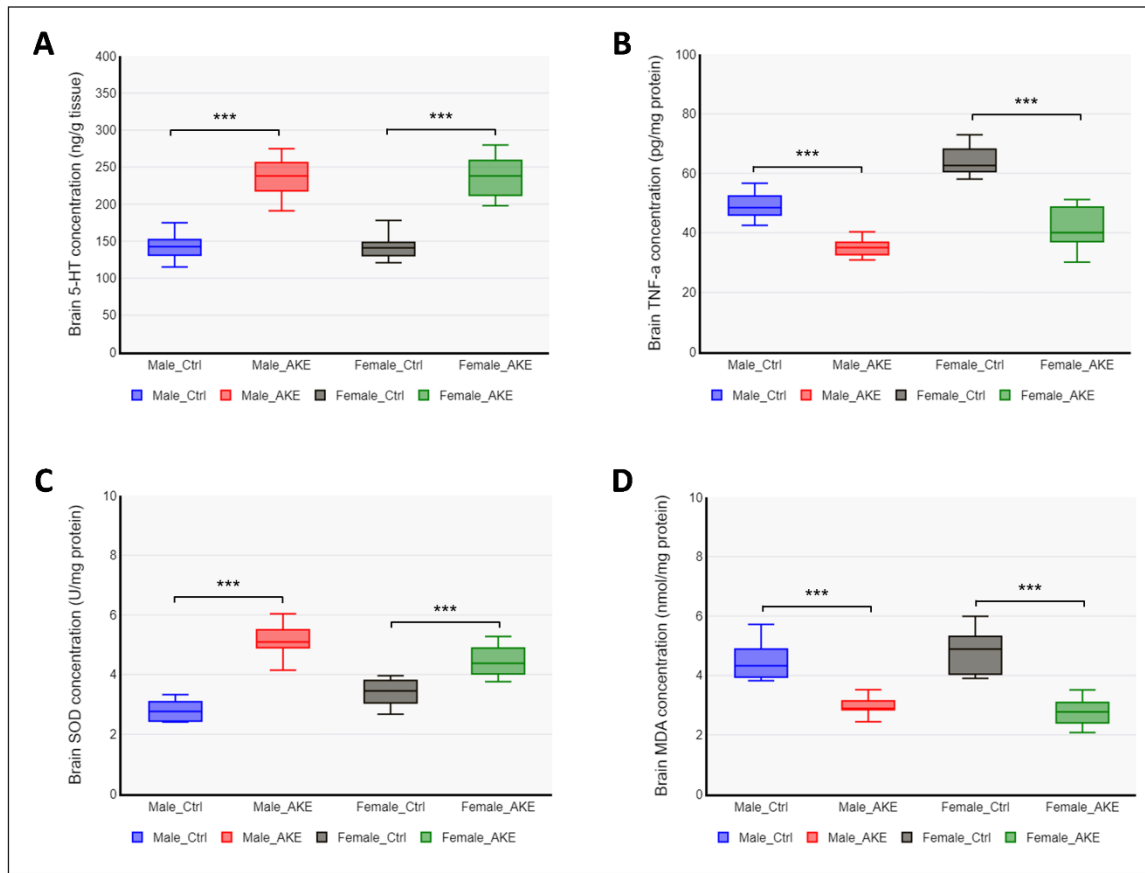 A
Brain 5-HT concentration (ng/g tissue)
400
350
300
250
200
150
100
50
0
***
***
Male_Ctrl Male_AKE Female_Ctrl Female_AKE
Male_Ctrl Male_AKE Female_Ctrl Female_AKE
B
Brain TNF-a concentration (pg/mg protein)
100
80
60
40
20
0
***
***
Male_Ctrl Male_AKE Female_Ctrl Female_AKE
Male_Ctrl Male_AKE Female_Ctrl Female_AKE
C
Brain SOD concentration (U/mg protein)
10
8
6
4
2
0
***
***
Male_Ctrl Male_AKE Female_Ctrl Female_AKE
Male_Ctrl Male_AKE Female_Ctrl Female_AKE
D
Brain MDA concentration (nmol/mg protein)
10
8
6
4
2
0
***
***
Male_Ctrl Male_AKE Female_Ctrl Female_AKE
Male_Ctrl Male_AKE Female_Ctrl Female_AKE